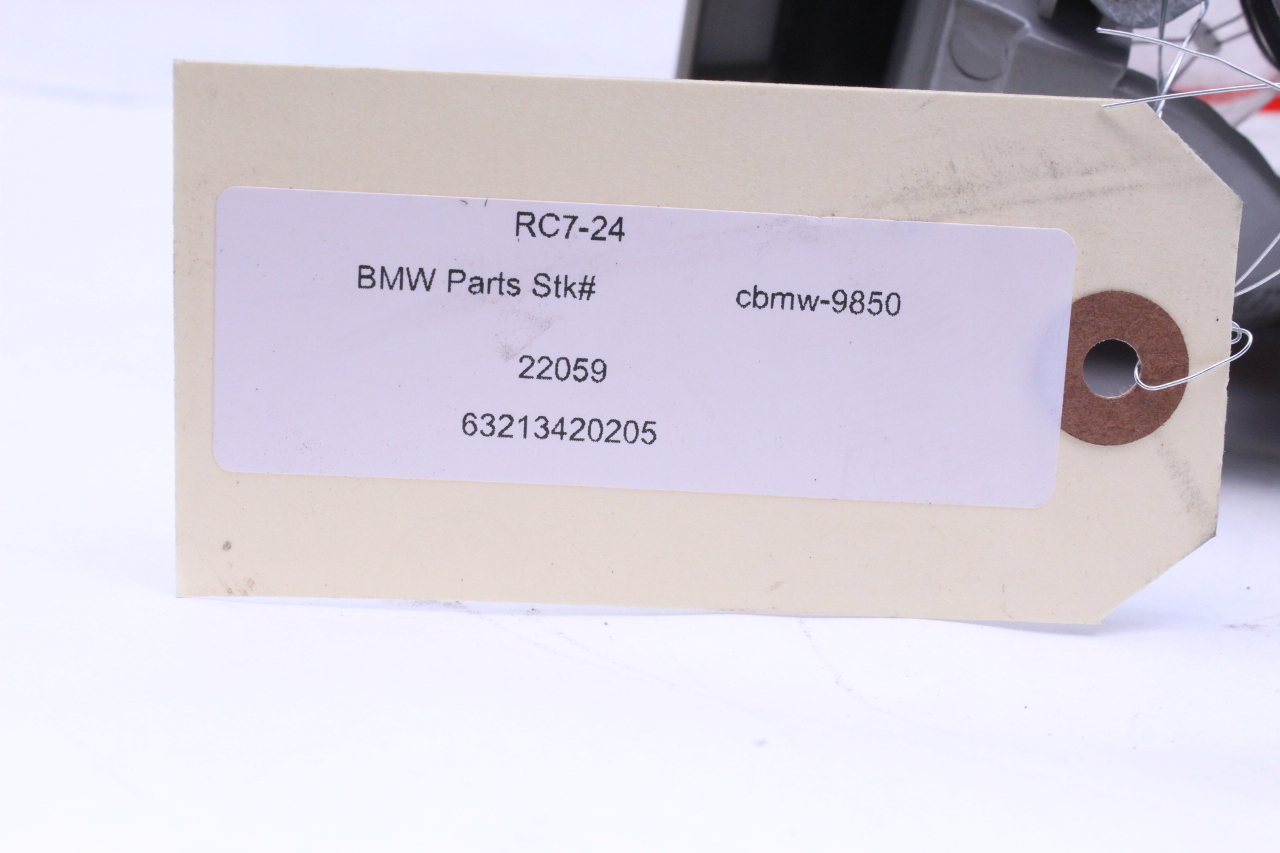 RC7-24
BMW Parts Stk# cbmw-9850
22059
63213420205